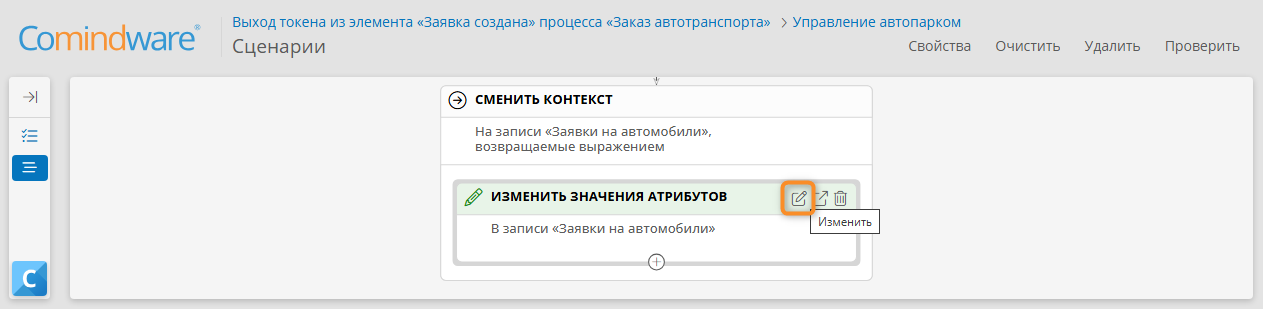 Comindware®
Выход токена из элемента «Заявка создана» процесса «Заказ автотранспорта» > Управление автопарком
Сценарии
Свойства Очистить Удалить Проверить
СМЕНИТЬ КОНТЕКСТ
На записи «Заявки на автомобили»,
возвращаемые выражением
ИЗМЕНИТЬ ЗНАЧЕНИЯ АТРИБУТОВ
Изменить
В записи «Заявки на автомобили»
C